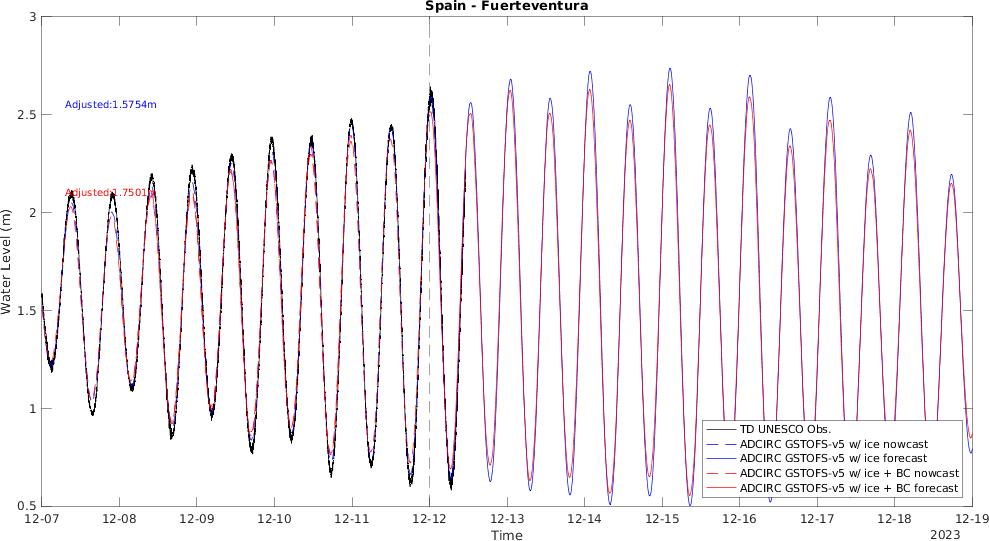 Spain - Fuerteventura
3
2.5
2
1.5
1
0.5
Water Level (m)
Adjusted:1.5754m
Adjusted:1.7501m
TD UNESCO Obs.
ADCIRC GSTOFS-v5 w/ ice nowcast
ADCIRC GSTOFS-v5 w/ ice forecast
ADCIRC GSTOFS-v5 w/ ice + BC nowcast
ADCIRC GSTOFS-v5 w/ ice + BC forecast
12-07 12-08 12-09 12-10 12-11 12-12 12-13 12-14 12-15 12-16 12-17 12-18 12-19
Time
2023